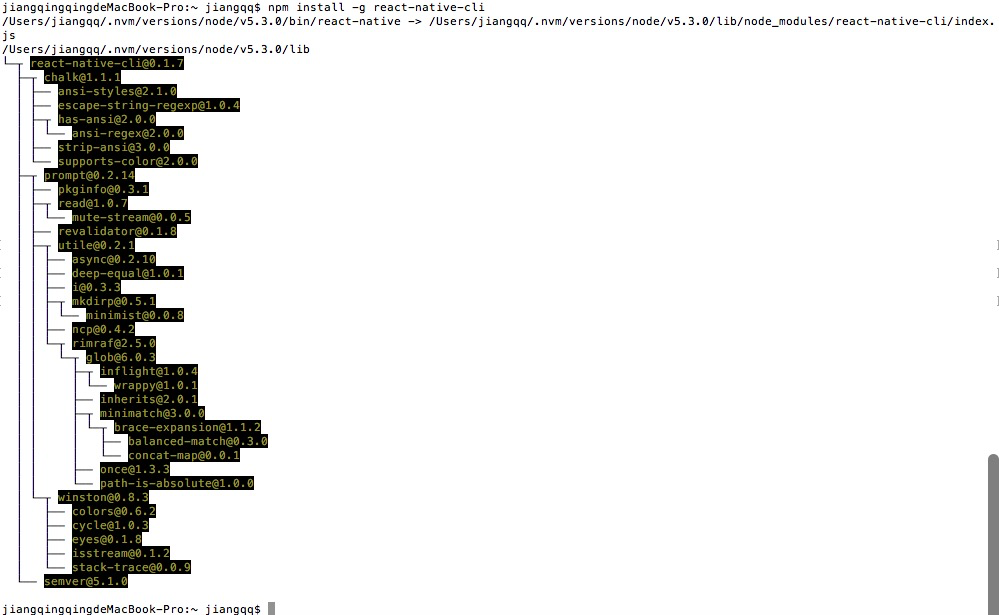 jiangqingqingdeMacBook-Pro:~ jiangqq$ npm install -g react-native-cli
/Users/jiangqq/.nvm/versions/node/v5.3.0/bin/react-native -> /Users/jiangqq/.nvm/versions/node/v5.3.0/lib/node_modules/react-native-cli/index.
js
/Users/jiangqq/.nvm/versions/node/v5.3.0/lib
└─┬ react-native-cli@0.1.7
  ├─┬ chalk@1.1.1
  │ ├── ansi-styles@2.1.0
  │ ├── escape-string-regexp@1.0.4
  │ ├─┬ has-ansi@2.0.0
  │ │ └── ansi-regex@2.0.0
  │ ├── strip-ansi@3.0.0
  │ └── supports-color@2.0.0
  ├─┬ prompt@0.2.14
  │ ├── pkginfo@0.3.1
  │ ├─┬ read@1.0.7
  │ │ └── mute-stream@0.0.5
  │ ├── revalidator@0.1.8
  │ ├─┬ utile@0.2.1
  │ │ ├── async@0.2.10
  │ │ ├── deep-equal@1.0.1
  │ │ ├── i@0.3.3
  │ │ ├─┬ mkdirp@0.5.1
  │ │ │ └── minimist@0.0.8
  │ │ ├── ncp@0.4.2
  │ │ └─┬ rimraf@2.5.0
  │ │   └─┬ glob@6.0.3
  │ │     ├─┬ inflight@1.0.4
  │ │     │ └── wrappy@1.0.1
  │ │     ├── inherits@2.0.1
  │ │     ├─┬ minimatch@3.0.0
  │ │     │ └─┬ brace-expansion@1.1.2
  │ │     │   ├── balanced-match@0.3.0
  │ │     │   └── concat-map@0.0.1
  │ │     ├── once@1.3.3
  │ │     └── path-is-absolute@1.0.0
  │ └─┬ winston@0.8.3
  │   ├── colors@0.6.2
  │   ├── cycle@1.0.3
  │   ├── eyes@0.1.8
  │   ├── isstream@0.1.2
  │   └── stack-trace@0.0.9
  └── semver@5.1.0
jiangqingqingdeMacBook-Pro:~ jiangqq$